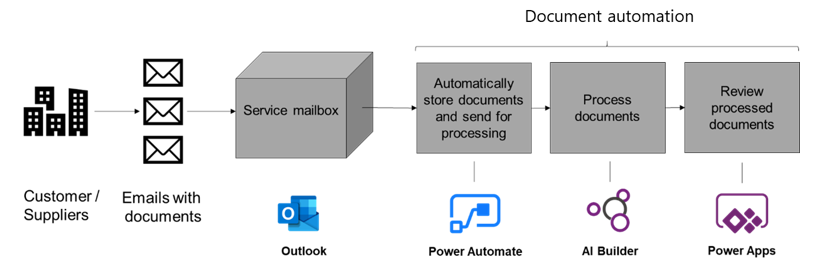 Document automation
Service mailbox
Automatically
store documents
and send for
processing
Process
documents
Review
processed
documents
Customer /
Suppliers
Emails with
documents
O
Outlook
Power Automate
AI Builder
Power Apps